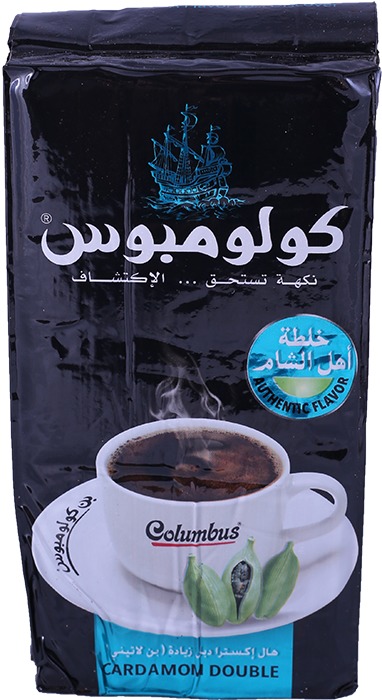 كولومبوس®
نكهة تستحق ... الإكتشاف
خلطة
أهل الشام
AUTHENTIC FLAVOR
Columbus®
بن كولومبوس
هال إكسترا دبل زيادة (بن لاتيني
CARDAMOM DOUBLE